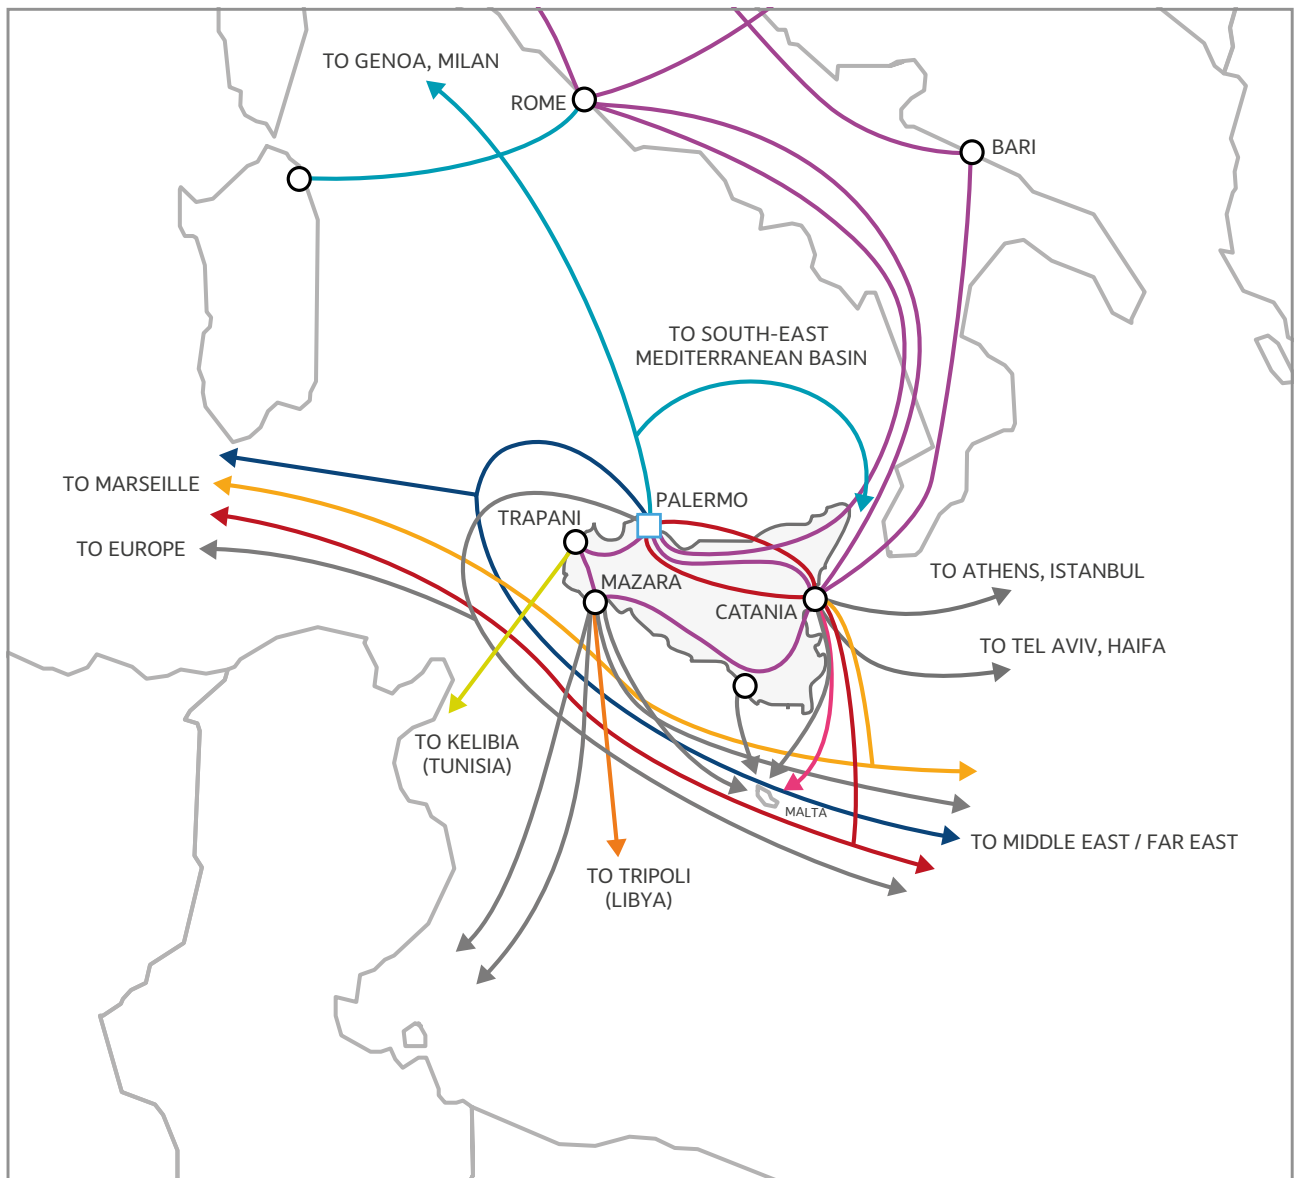 TO GENOA, MILAN
ROME
BARI
TO SOUTH-EAST
MEDITERRANEAN BASIN
TO MARSEILLE
PALERMO
TRAPANI
TO EUROPE
TO ATHENS, ISTANBUL
MAZARA
CATANIA
TO TEL AVIV, HAIFA
TO KELIBIA
(TUNISIA)
MALTA
TO MIDDLE EAST / FAR EAST
TO TRIPOLI
(LIBYA)